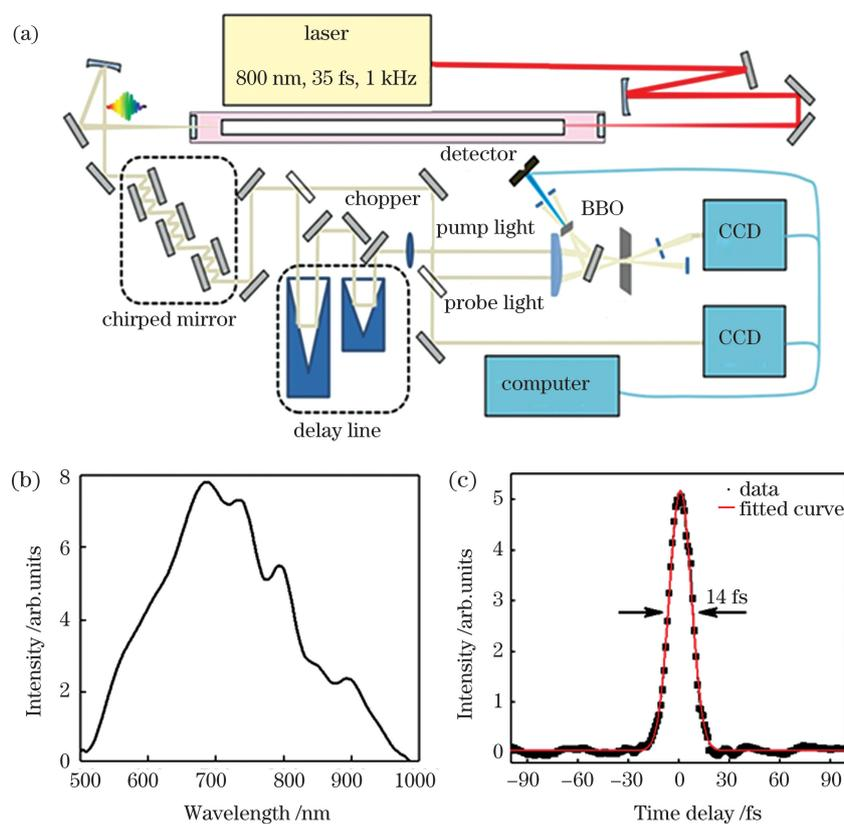 (a)
laser
800 nm, 35 fs, 1 kHz
detector
chopper
BBO
pump light
CCD
probe light
chirped mirror
CCD
computer
delay line
(b)
8
6
4
2
0
Intensity /arb.units
500 600 700 800 900 1000
Wavelength /nm
(c)
5
4
3
2
1
0
Intensity /arb.units
data
fitted curve
14 fs
−90 −60 −30 0 30 60 90
Time delay /fs